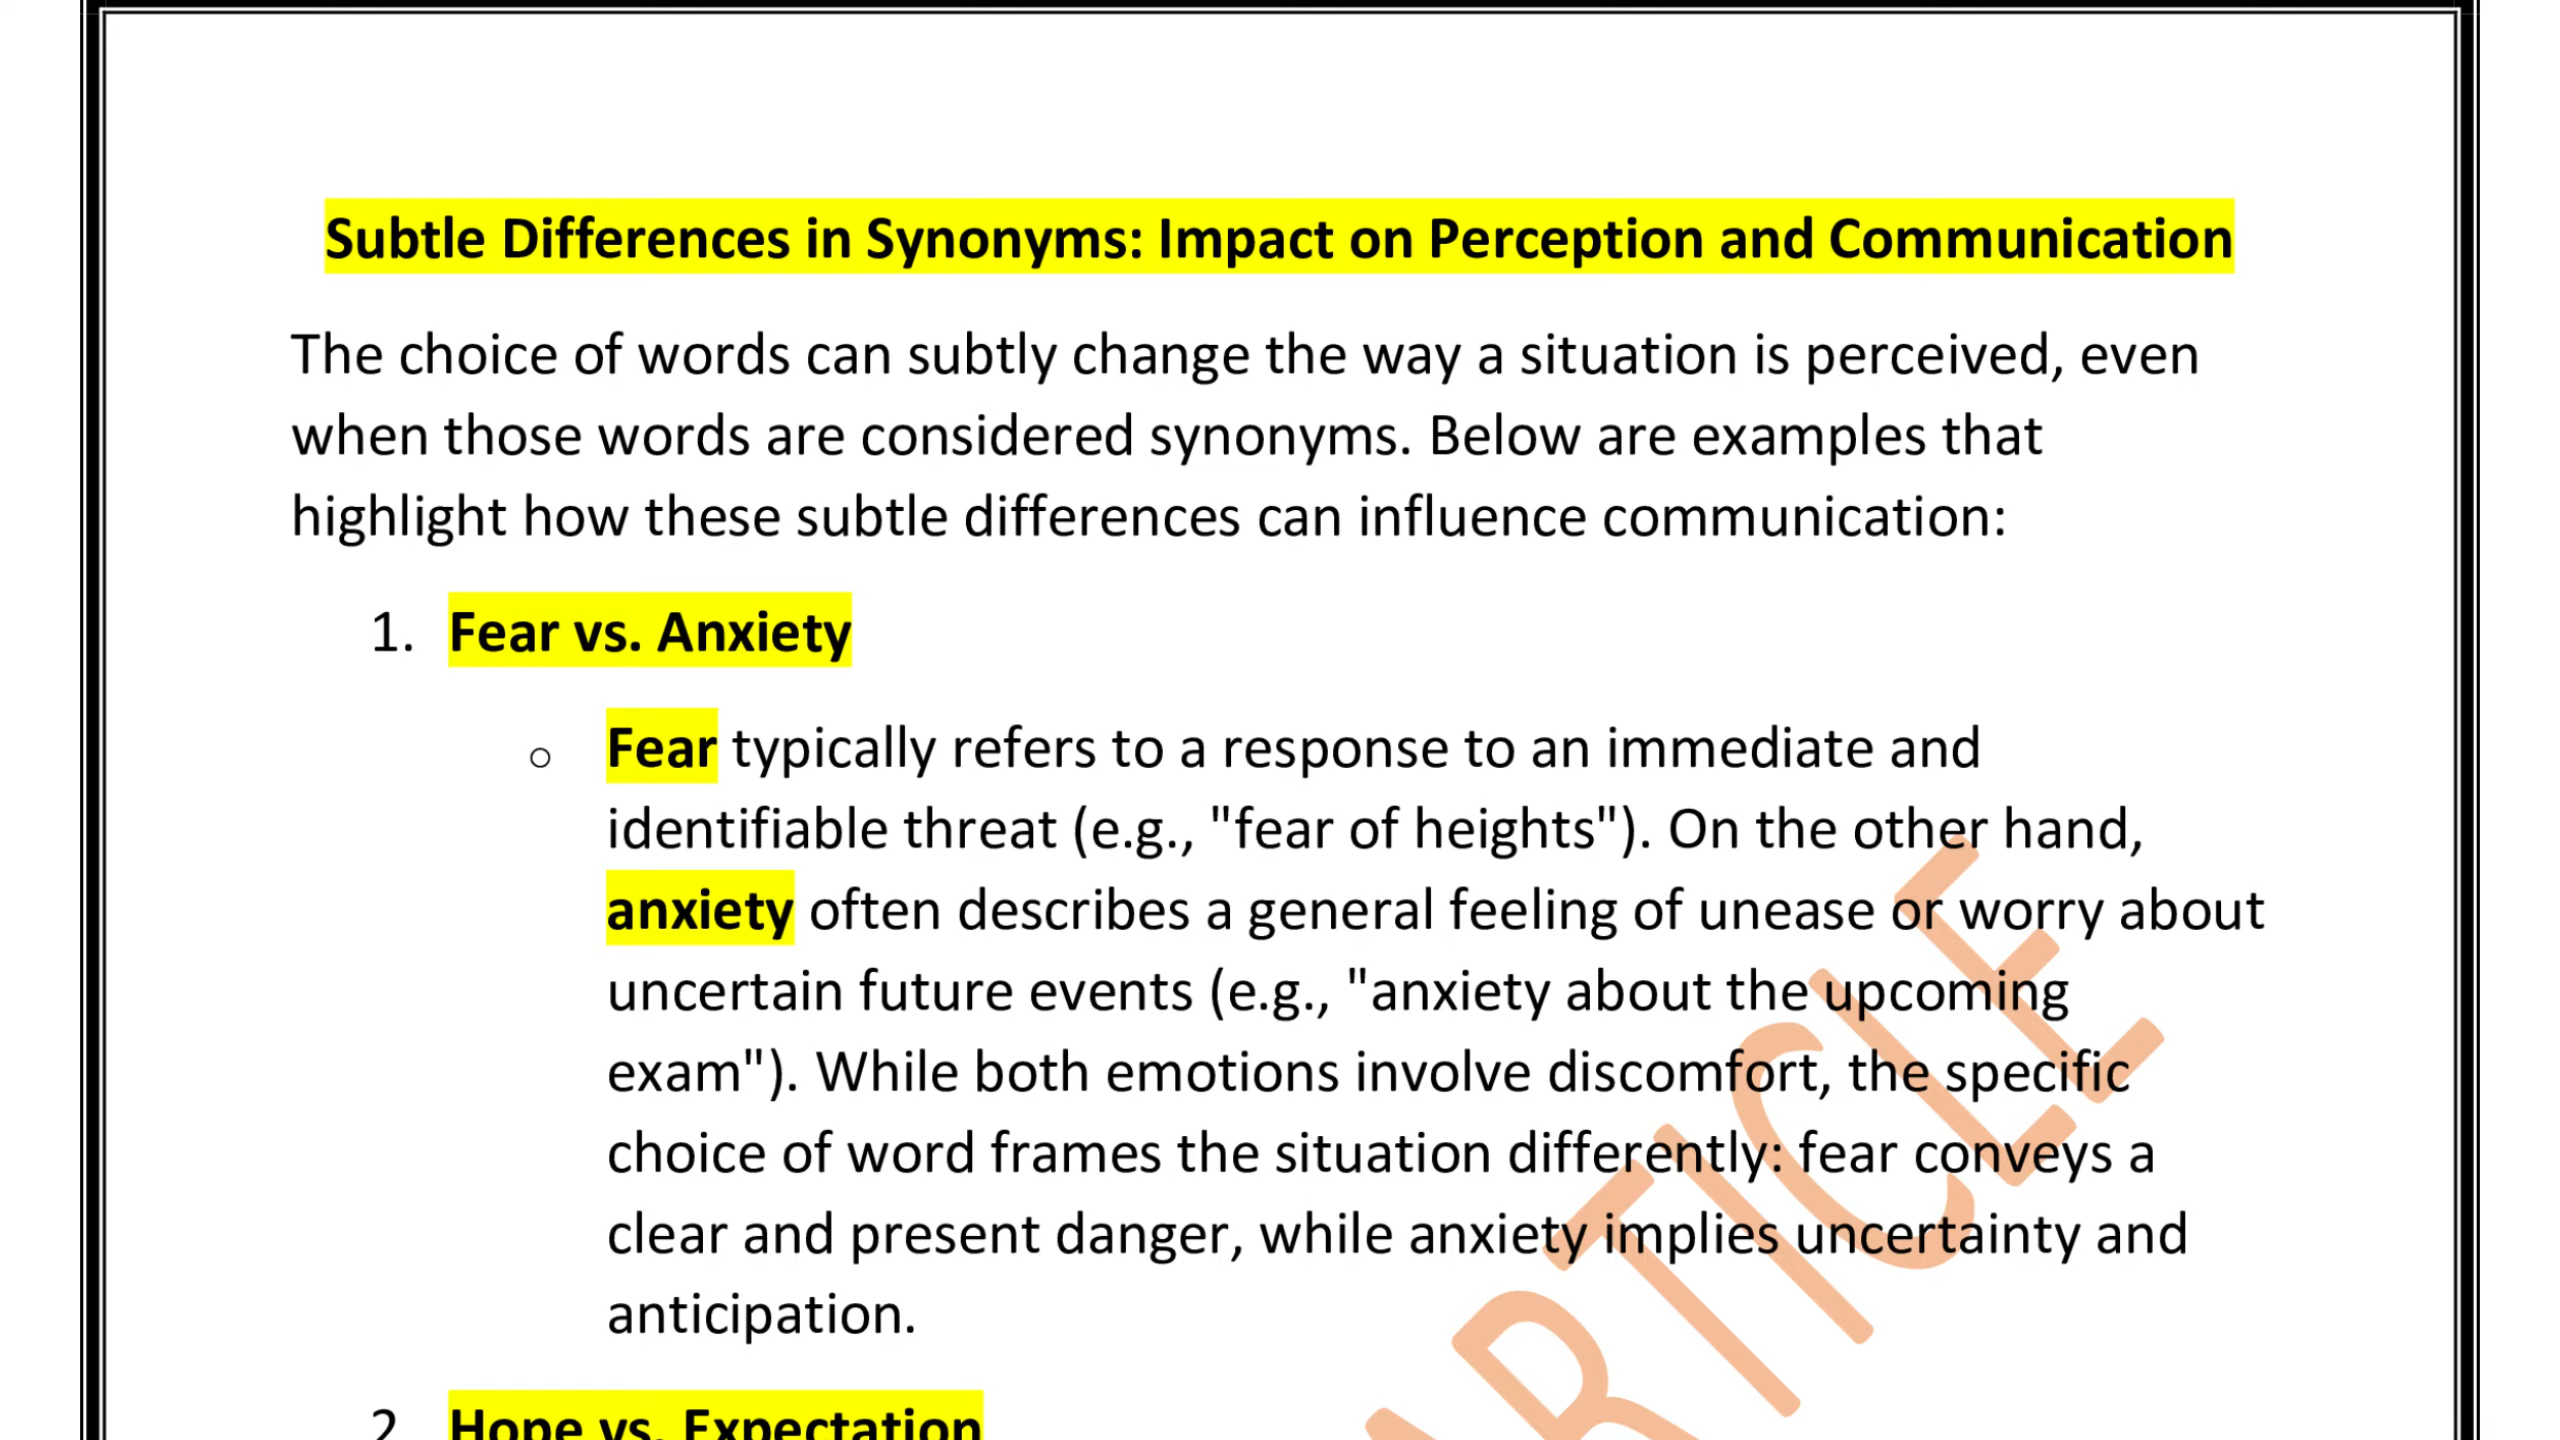 Subtle Differences in Synonyms: Impact on Perception and Communication
The choice of words can subtly change the way a situation is perceived, even
when those words are considered synonyms. Below are examples that
highlight how these subtle differences can influence communication:
1. Fear vs. Anxiety
○ Fear typically refers to a response to an immediate and
identifiable threat (e.g., "fear of heights"). On the other hand,
anxiety often describes a general feeling of unease or worry about
uncertain future events (e.g., "anxiety about the upcoming
exam"). While both emotions involve discomfort, the specific
choice of word frames the situation differently: fear conveys a
clear and present danger, while anxiety implies uncertainty and
anticipation.
2. Hope vs. Expectation
ARTICLE